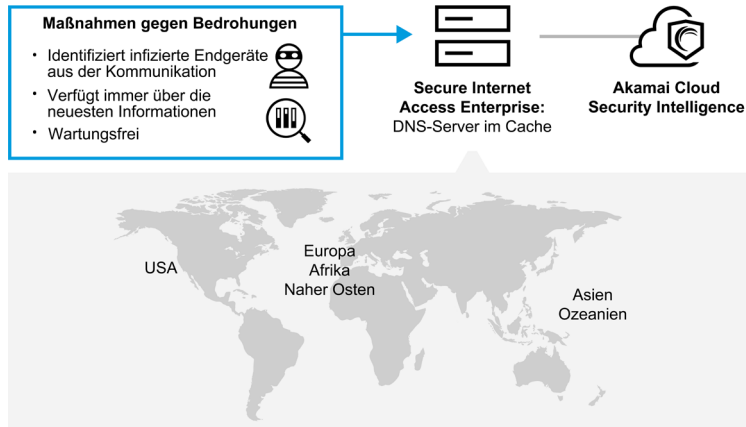 Maßnahmen gegen Bedrohungen
• Identifiziert infizierte Endgeräte
aus der Kommunikation
• Verfügt immer über die
neuesten Informationen
• Wartungsfrei
Secure Internet
Access Enterprise:
DNS-Server im Cache
Akamai Cloud
Security Intelligence
USA
Europa
Afrika
Naher Osten
Asien
Ozeanien